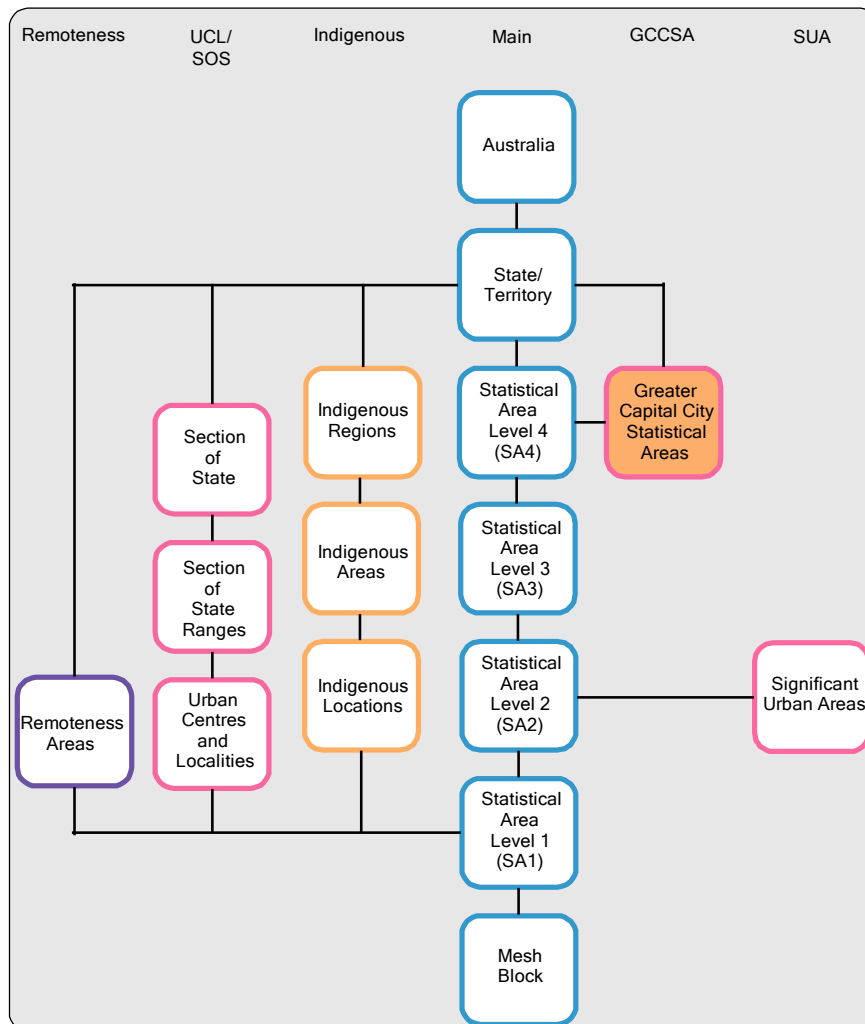 Remoteness
UCL/
SOS
Indigenous
Main
GCCSA
SUA
Australia
State/
Territory
Statistical
Area
Level 4
(SA4)
Greater
Capital City
Statistical
Areas
Indigenous
Regions
Section
of
State
Statistical
Area
Level 3
(SA3)
Indigenous
Areas
Section
of
State
Ranges
Statistical
Area
Level 2
(SA2)
Significant
Urban Areas
Indigenous
Locations
Urban
Centres
and
Localities
Remoteness
Areas
Statistical
Area
Level 1
(SA1)
Mesh
Block